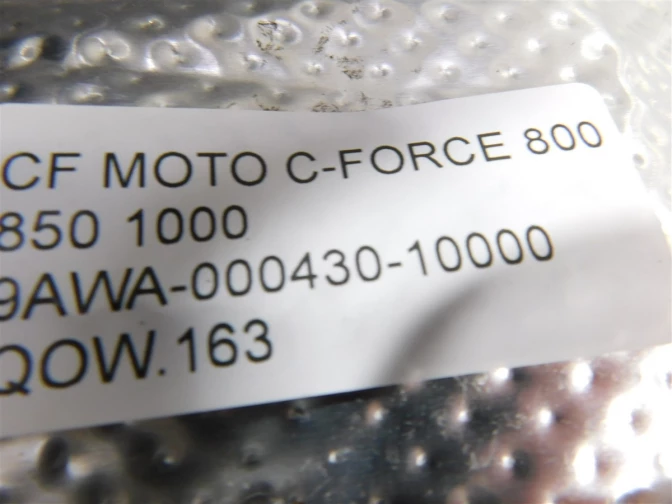 CF MOTO C-FORCE 800
850 1000
9AWA-000430-10000
QOW.163